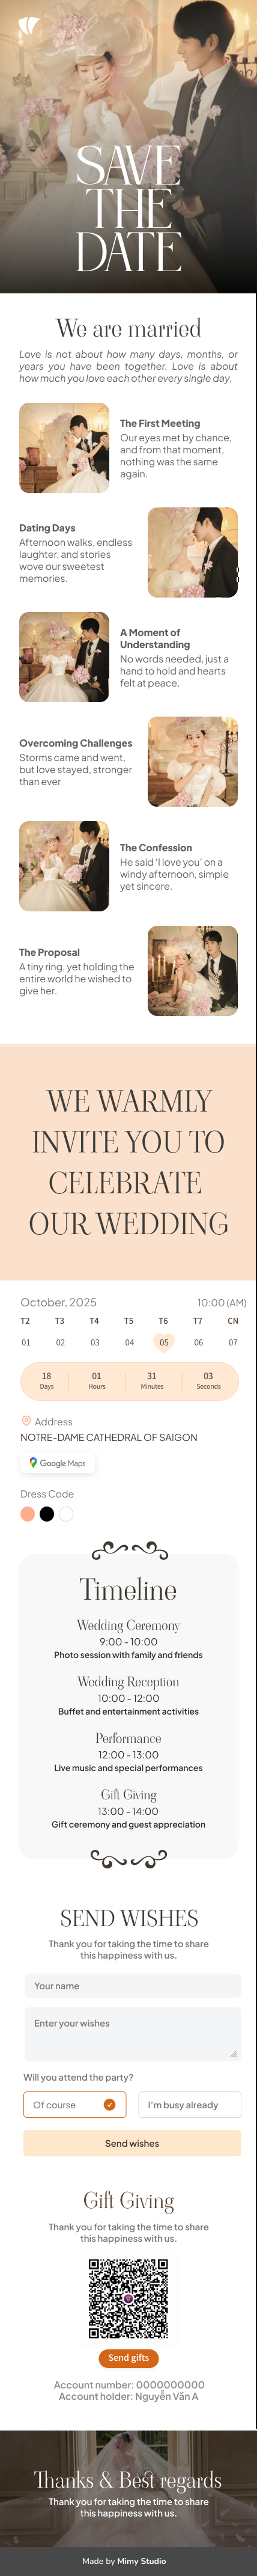 SAVE
THE
DATE
We are married
Love is not about how many days, months, or
years you have been together. Love is about
how much you love each other every single day.
The First Meeting
Our eyes met by chance,
and from that moment,
nothing was the same
again.
Dating Days
Afternoon walks, endless
laughter, and stories
wove our sweetest
memories.
A Moment of
Understanding
No words needed, just a
hand to hold and hearts
felt at peace.
Overcoming Challenges
Storms came and went,
but love stayed, stronger
than ever
The Confession
He said 'I love you' on a
windy afternoon, simple
yet sincere.
The Proposal
A tiny ring, yet holding the
entire world he wished to
give her.
WE WARMLY
INVITE YOU TO
CELEBRATE
OUR WEDDING
October, 2025 10:00 (AM)
T2 T3 T4 T5 T6 T7 CN
01 02 03 04 05 06 07
18 01 31 03
Days Hours Minutes Seconds
Address
NOTRE-DAME CATHEDRAL OF SAIGON
Google Maps
Dress Code
Timeline
Wedding Ceremony
9:00 - 10:00
Photo session with family and friends
Wedding Reception
10:00 - 12:00
Buffet and entertainment activities
Performance
12:00 - 13:00
Live music and special performances
Gift Giving
13:00 - 14:00
Gift ceremony and guest appreciation
SEND WISHES
Thank you for taking the time to share
this happiness with us.
Your name
Enter your wishes
Will you attend the party?
Of course I'm busy already
Send wishes
Gift Giving
Thank you for taking the time to share
this happiness with us.
Send gifts
Account number: 0000000000
Account holder: Nguyễn Văn A
Thanks & Best regards
Thank you for taking the time to share
this happiness with us.
Made by Mimy Studio